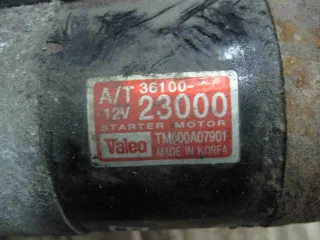 A/T 36100-
12V 23000
STARTER MOTOR
Valeo TM000A07901
MADE IN KOREA